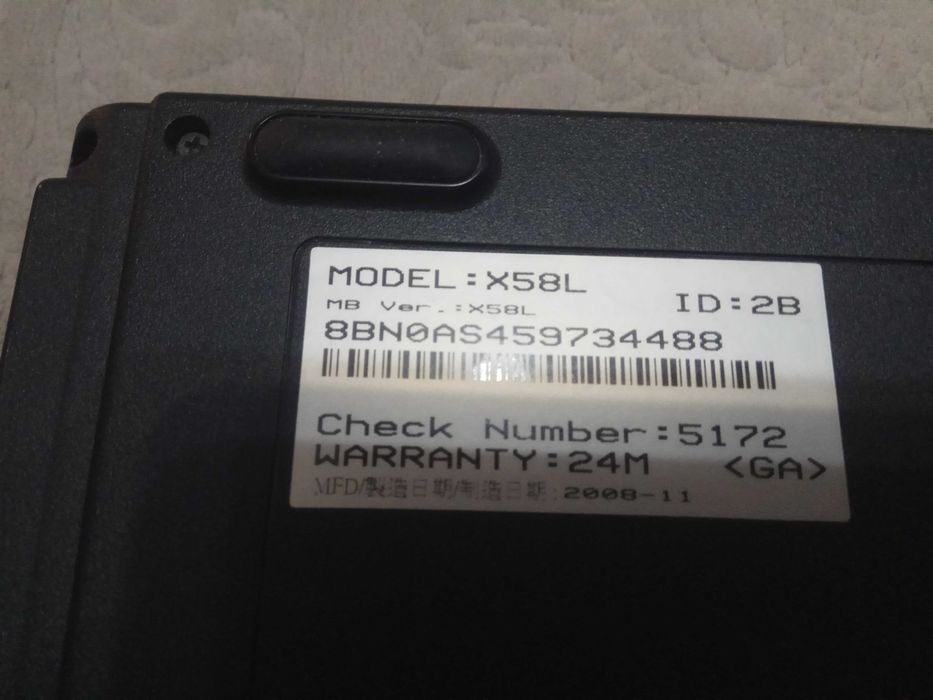 MODEL:X58L
ID:2B
MB Ver.:X58L
8BN0AS459734488
Check Number:5172
WARRANTY:24M <GA>
MFD/製造日期/制造日期:2008-11